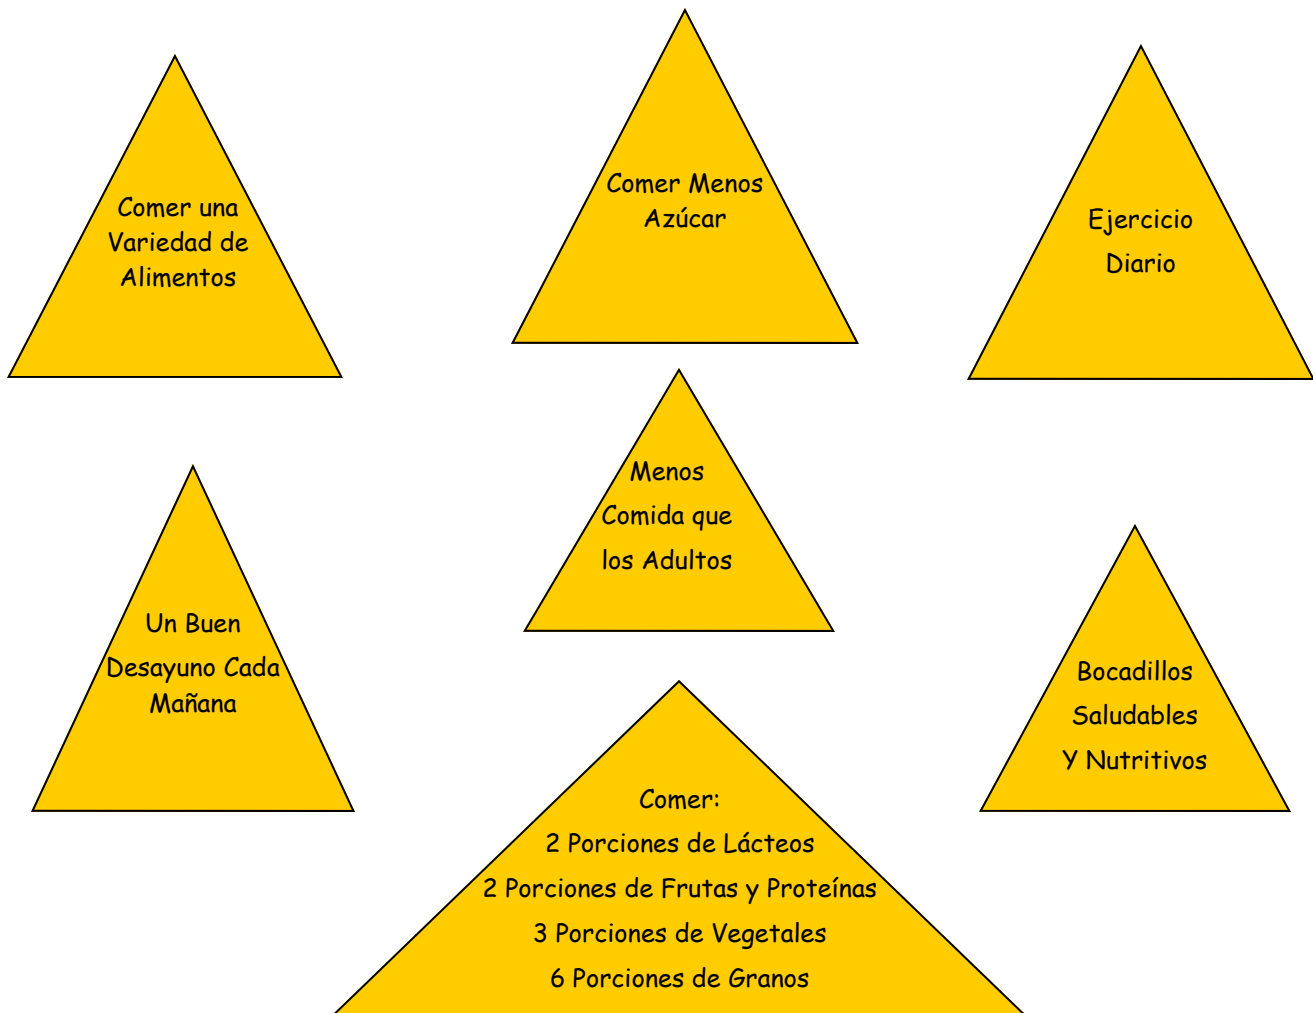 Comer una
Variedad de
Alimentos
Comer Menos
Azúcar
Ejercicio
Diario
Menos
Comida que
los Adultos
Un Buen
Desayuno Cada
Mañana
Bocadillos
Saludables
Y Nutritivos
Comer:
2 Porciones de Lácteos
2 Porciones de Frutas y Proteínas
3 Porciones de Vegetales
6 Porciones de Granos